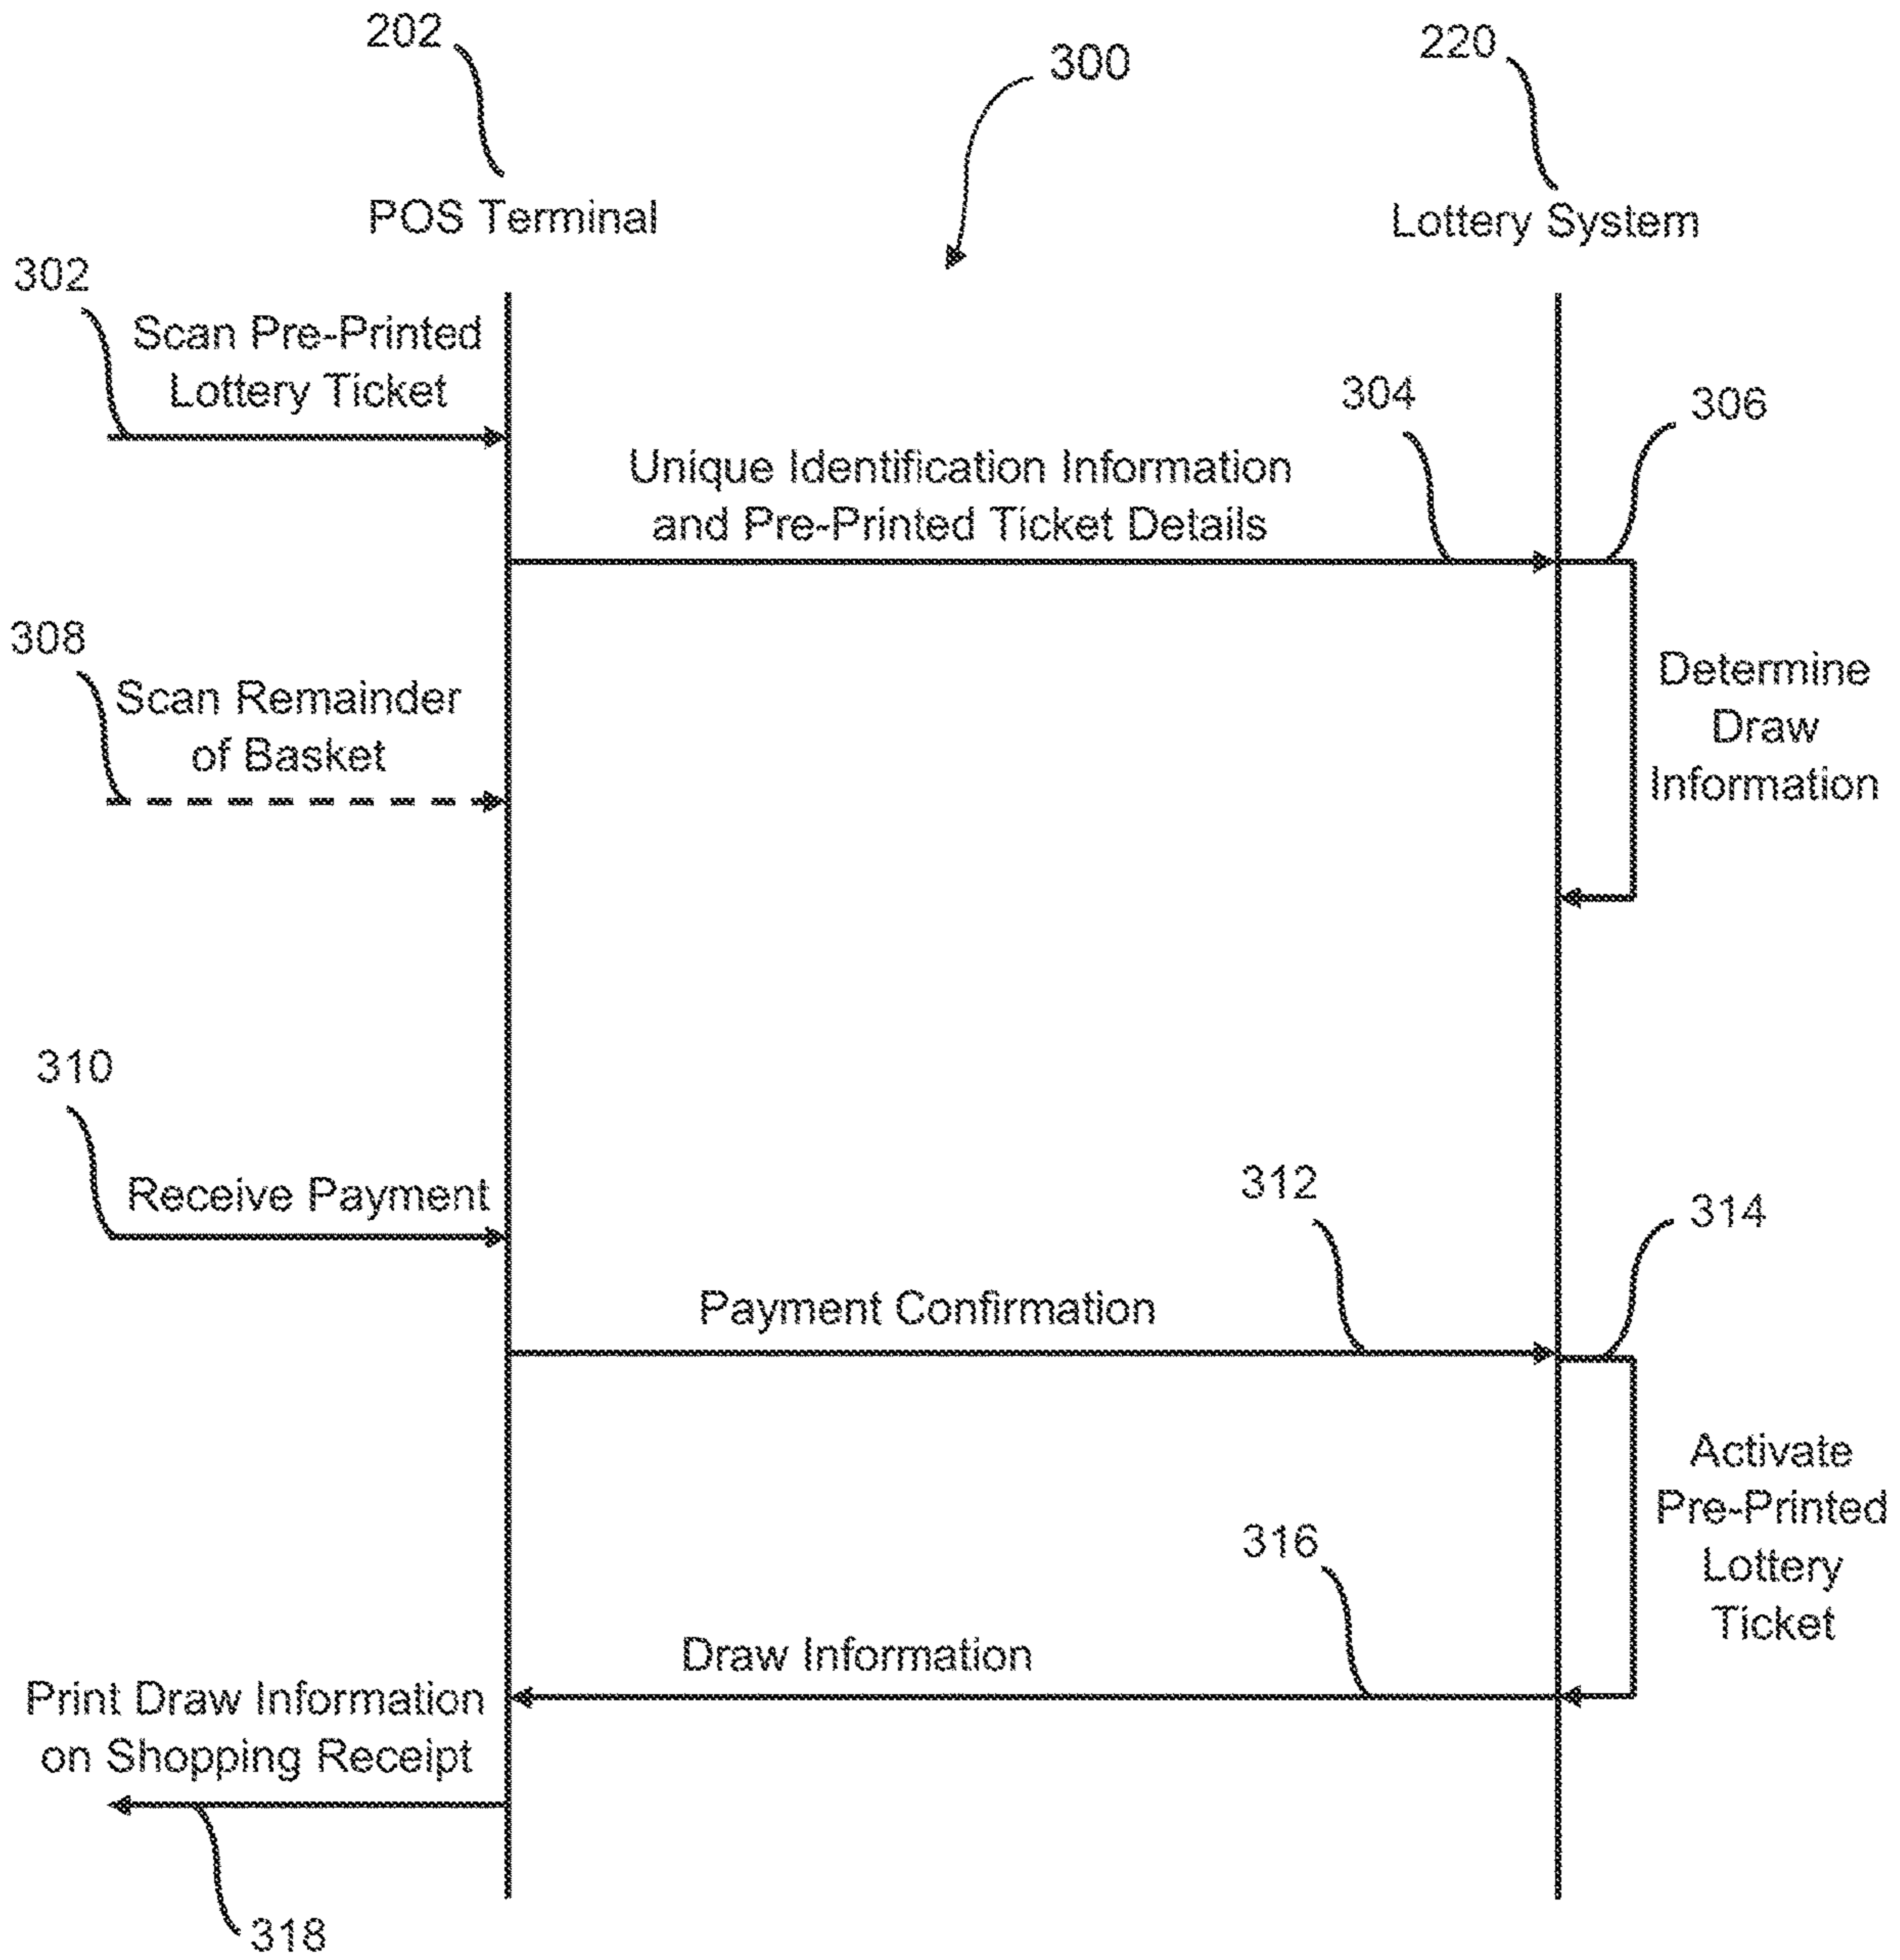 202
300
220
POS Terminal
Lottery System
302
Scan Pre-Printed
Lottery Ticket
304
306
Unique Identification Information
and Pre-Printed Ticket Details
308
Scan Remainder
of Basket
Determine
Draw
Information
310
Receive Payment
312
314
Payment Confirmation
Activate
Pre-Printed
Lottery
Ticket
316
Draw Information
Print Draw Information
on Shopping Receipt
318